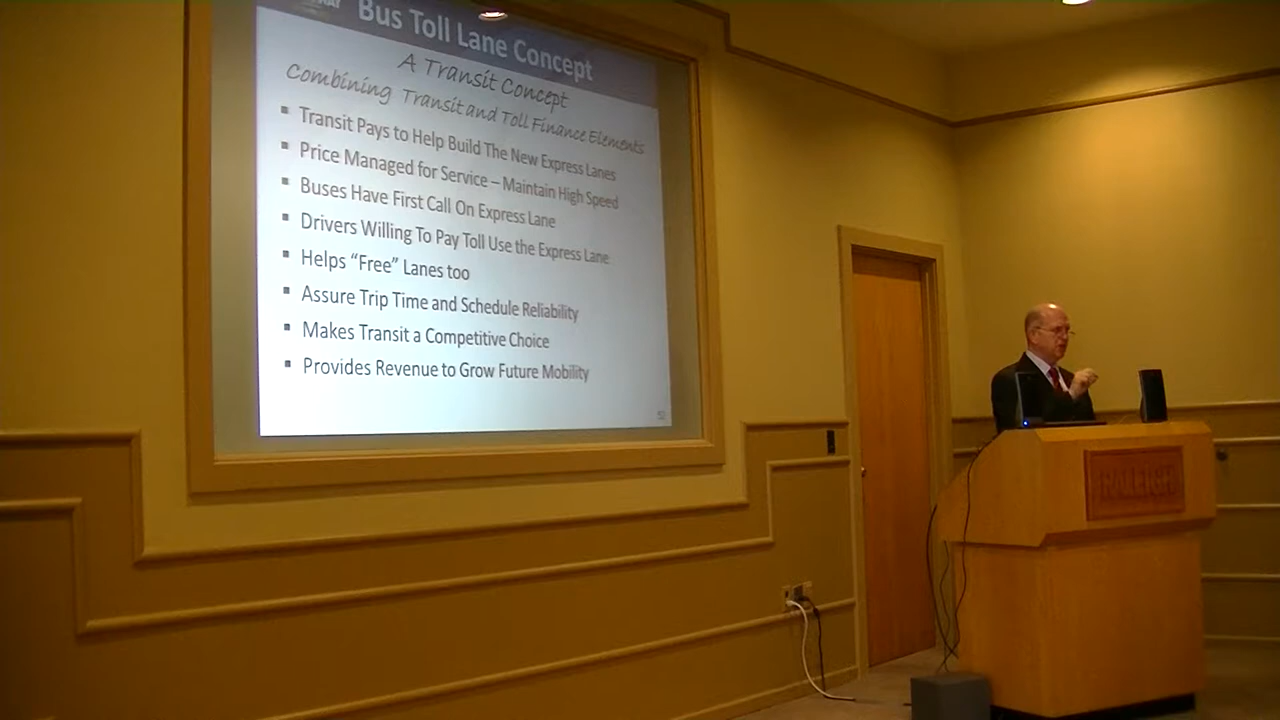 Bus Toll Lane Concept
A Transit Concept
Combining Transit and Toll Finance Elements
▪ Transit Pays to Help Build The New Express Lanes
▪ Price Managed for Service – Maintain High Speed
▪ Buses Have First Call On Express Lane
▪ Drivers Willing To Pay Toll Use the Express Lane
▪ Helps “Free” Lanes too
▪ Assure Trip Time and Schedule Reliability
▪ Makes Transit a Competitive Choice
▪ Provides Revenue to Grow Future Mobility
RALEIGH